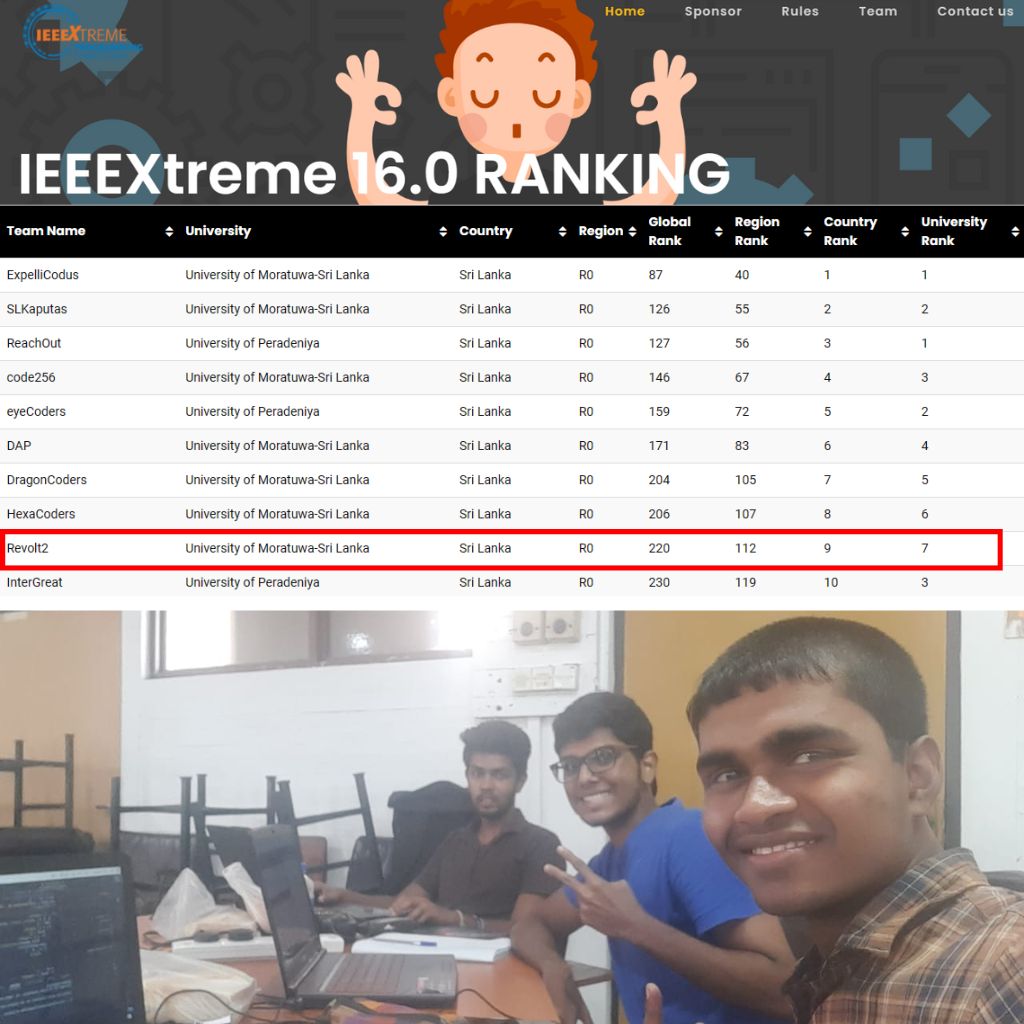 IEEEXTREME
Home Sponsor Rules Team Contact us
IEEEXtreme 16.0 RANKING
Team Name University Country Region Global Rank Region Rank Country Rank University Rank
ExpelliCodus University of Moratuwa-Sri Lanka Sri Lanka R0 87 40 1 1
SLKaputas University of Moratuwa-Sri Lanka Sri Lanka R0 126 55 2 2
ReachOut University of Peradeniya Sri Lanka R0 127 56 3 1
code256 University of Moratuwa-Sri Lanka Sri Lanka R0 146 67 4 3
eyeCoders University of Peradeniya Sri Lanka R0 159 72 5 2
DAP University of Moratuwa-Sri Lanka Sri Lanka R0 171 83 6 4
DragonCoders University of Moratuwa-Sri Lanka Sri Lanka R0 204 105 7 5
HexaCoders University of Moratuwa-Sri Lanka Sri Lanka R0 206 107 8 6
Revolt2 University of Moratuwa-Sri Lanka Sri Lanka R0 220 112 9 7
InterGreat University of Peradeniya Sri Lanka R0 230 119 10 3